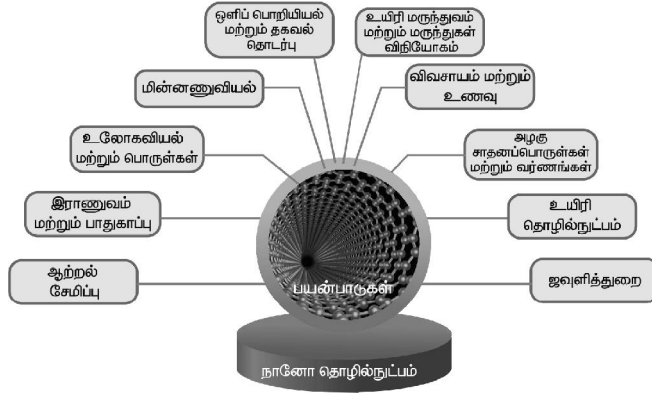 ஒளிப் பொறியியல்
மற்றும் தகவல்
தொடர்பு
உயிரி மருந்துவம்
மற்றும் மருந்துகள்
விநியோகம்
மின்னணுவியல்
விவசாயம் மற்றும்
உணவு
உலோகவியல்
மற்றும் பொருள்கள்
அழகு
சாதனப்பொருள்கள்
மற்றும் வர்ணங்கள்
இராணுவம்
மற்றும் பாதுகாப்பு
உயிரி
தொழில்நுட்பம்
ஆற்றல்
சேமிப்பு
ஜவுளித்துறை
பயன்பாடுகள்
நானோ தொழில்நுட்பம்